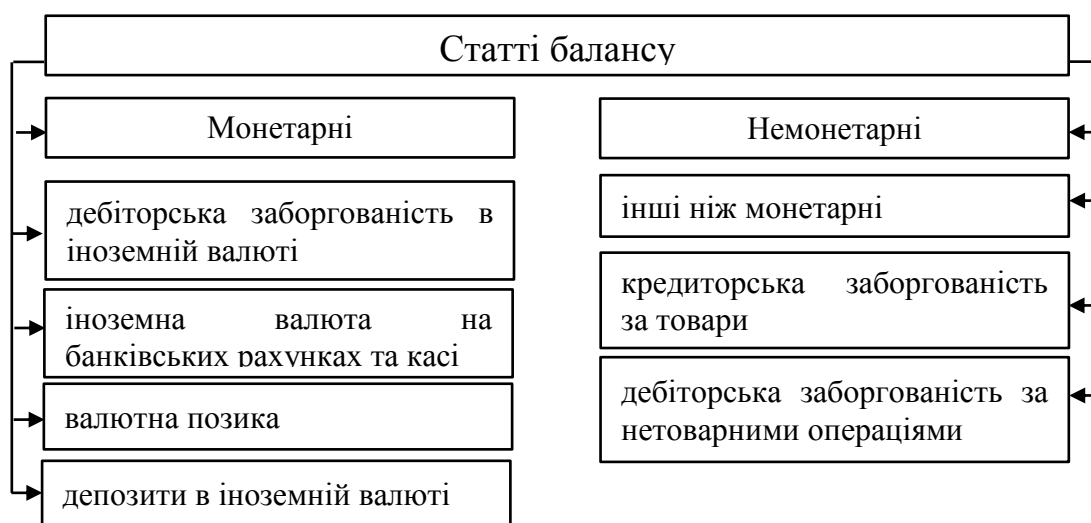 Статті балансу
Монетарні
Немонетарні
дебіторська заборгованість в
іноземній валюті
інші ніж монетарні
іноземна валюта на
банківських рахунках та касі
кредиторська заборгованість
за товари
валютна позика
дебіторська заборгованість за
нетоварними операціями
депозити в іноземній валюті